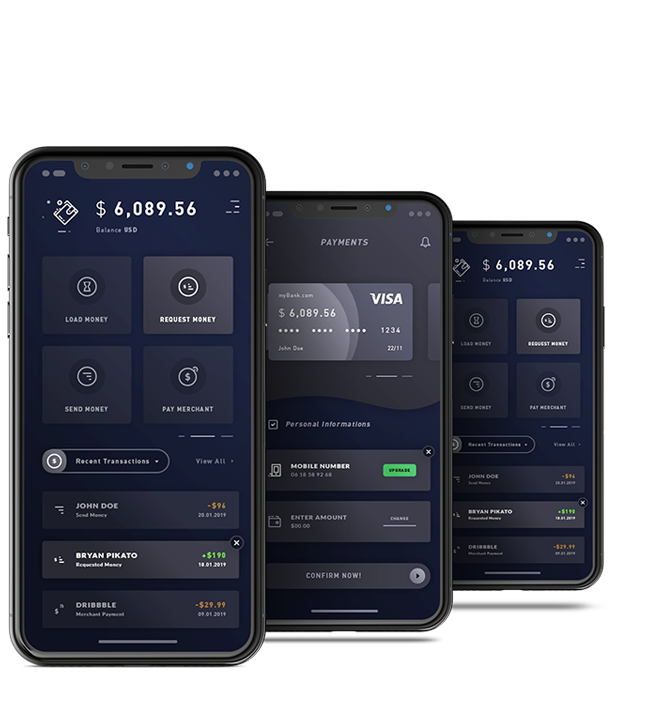 $ 6,089.56
Balance USD
LOAD MONEY
REQUEST MONEY
SEND MONEY
PAY MERCHANT
Recent Transactions
View All
JOHN DOE
-$96
Send Money
20.01.2019
BRYAN PIKATO
+$190
Requested Money
18.01.2019
DRIBBBLE
-$29.99
Merchant Payment
09.01.2019
PAYMENTS
myBank.com
VISA
$ 6,089.56
1234
John Doe
22/11
Personal Informations
MOBILE NUMBER
06 18 58 92 68
UPGRADE
ENTER AMOUNT
$00.00
CHANGE
CONFIRM NOW!
$ 6,089.56
Balance USD
LOAD MONEY
REQUEST MONEY
SEND MONEY
PAY MERCHANT
Recent Transactions
View All
JOHN DOE
-$96
Send Money
20.01.2019
BRYAN PIKATO
+$190
Requested Money
18.01.2019
DRIBBBLE
-$29.99
Merchant Payment
09.01.2019